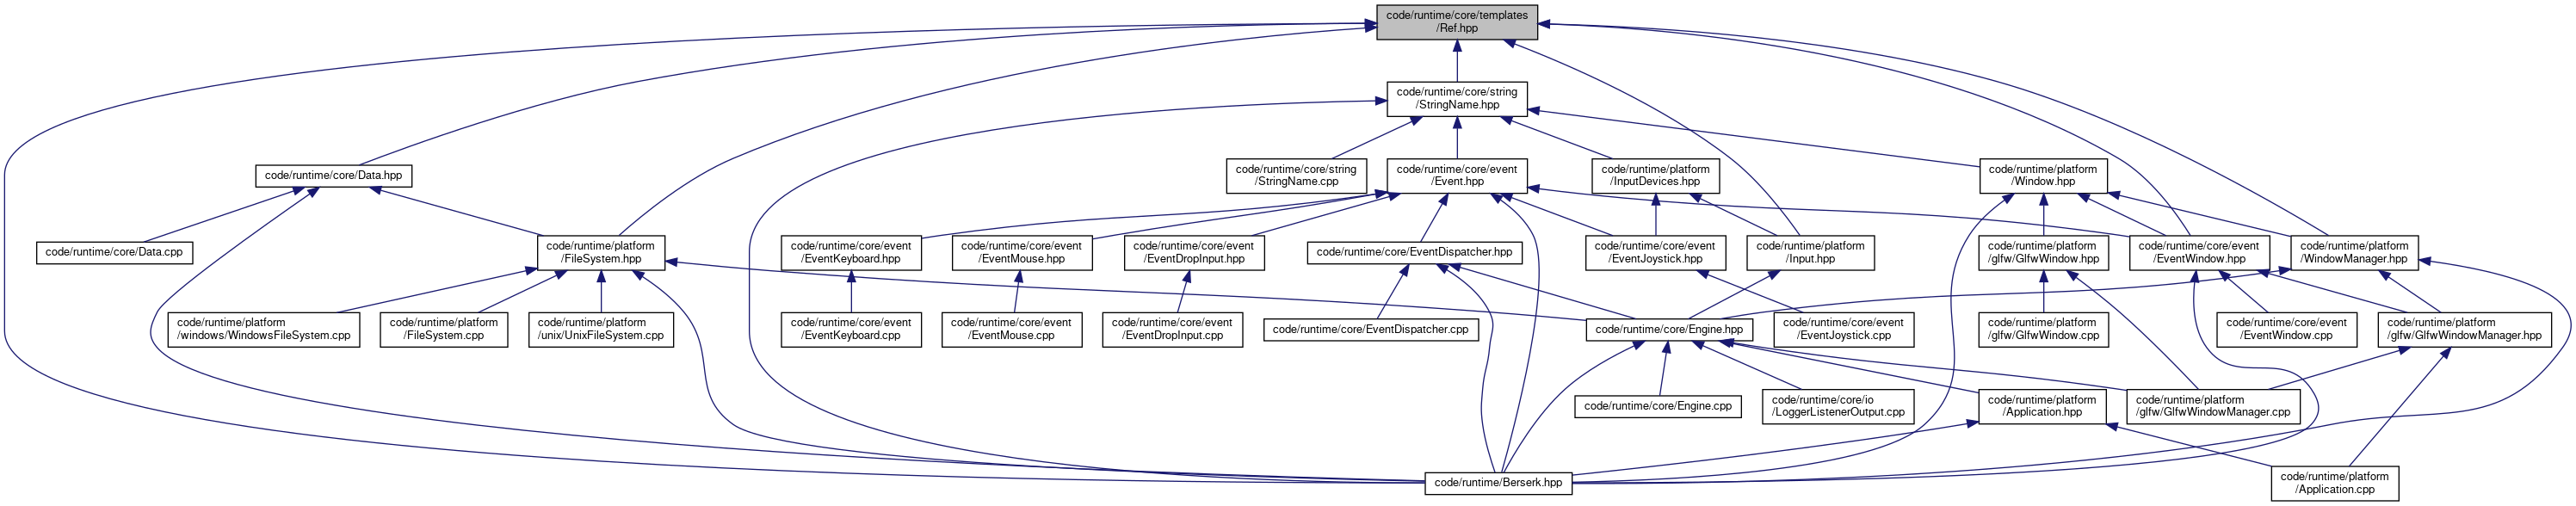 code/runtime/core/templates
/Ref.hpp
code/runtime/core/string
/StringName.hpp
code/runtime/core/Data.hpp
code/runtime/core/string
/StringName.cpp
code/runtime/core/event
/Event.hpp
code/runtime/platform
/InputDevices.hpp
code/runtime/platform
/Window.hpp
code/runtime/core/Data.cpp
code/runtime/platform
/FileSystem.hpp
code/runtime/core/event
/EventKeyboard.hpp
code/runtime/core/event
/EventMouse.hpp
code/runtime/core/event
/EventDropInput.hpp
code/runtime/core/EventDispatcher.hpp
code/runtime/core/event
/EventJoystick.hpp
code/runtime/platform
/Input.hpp
code/runtime/platform
/glfw/GlfwWindow.hpp
code/runtime/core/event
/EventWindow.hpp
code/runtime/platform
/WindowManager.hpp
code/runtime/platform
/windows/WindowsFileSystem.cpp
code/runtime/platform
/FileSystem.cpp
code/runtime/platform
/unix/UnixFileSystem.cpp
code/runtime/core/event
/EventKeyboard.cpp
code/runtime/core/event
/EventMouse.cpp
code/runtime/core/event
/EventDropInput.cpp
code/runtime/core/EventDispatcher.cpp
code/runtime/core/Engine.hpp
code/runtime/core/event
/EventJoystick.cpp
code/runtime/platform
/glfw/GlfwWindow.cpp
code/runtime/core/event
/EventWindow.cpp
code/runtime/platform
/glfw/GlfwWindowManager.hpp
code/runtime/core/Engine.cpp
code/runtime/core/io
/LoggerListenerOutput.cpp
code/runtime/platform
/Application.hpp
code/runtime/platform
/glfw/GlfwWindowManager.cpp
code/runtime/Berserk.hpp
code/runtime/platform
/Application.cpp